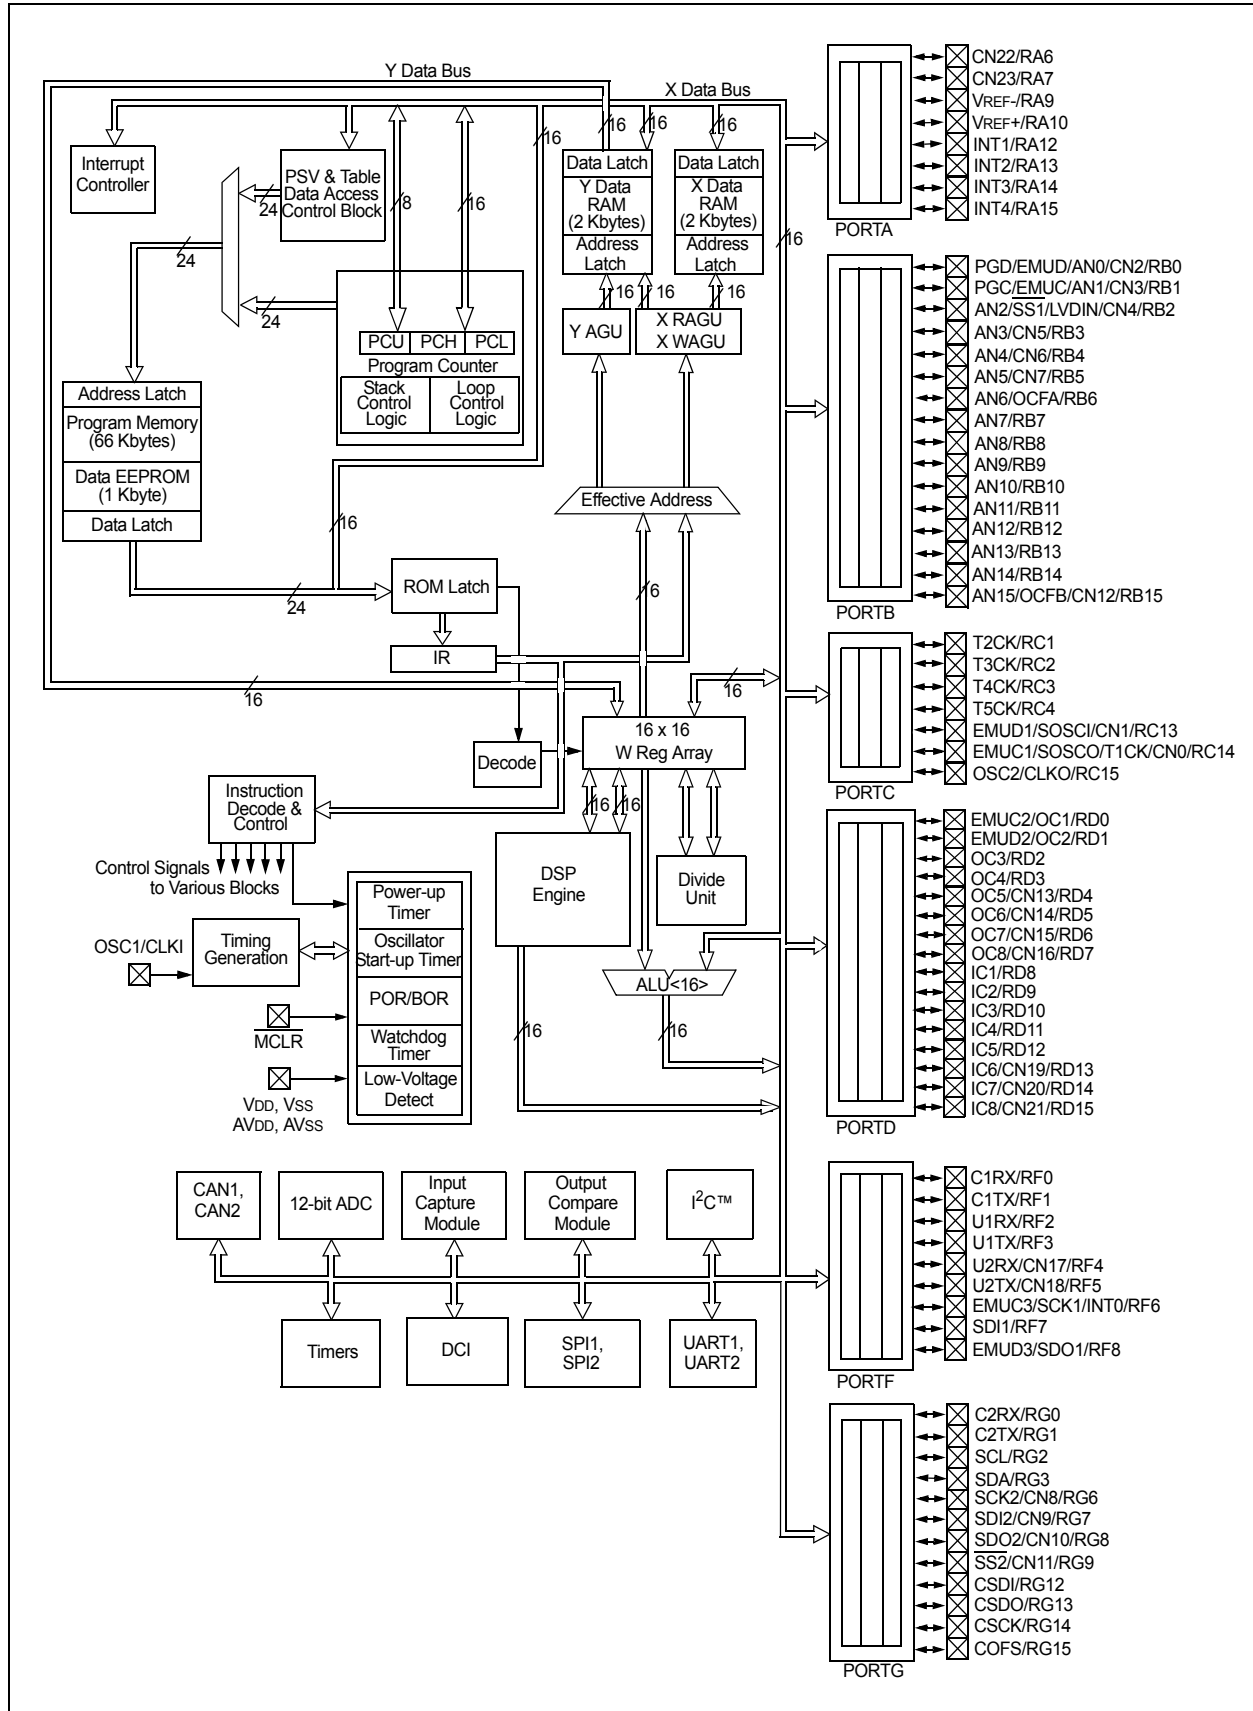 Y Data Bus
X Data Bus
Interrupt
Controller
PSV & Table
Data Access
Control Block
24
24
24
8
16
16
16
16
16
Data Latch
Y Data
RAM
(2 Kbytes)
Address
Latch
Data Latch
X Data
RAM
(2 Kbytes)
Address
Latch
16
16
16
16
Y AGU
X RAGU
X WAGU
PCU
PCH
PCL
Program Counter
Stack
Control
Logic
Loop
Control
Logic
Address Latch
Program Memory
(66 Kbytes)
Data EEPROM
(1 Kbyte)
Data Latch
16
24
Effective Address
ROM Latch
IR
6
16
16
16 x 16
W Reg Array
Decode
Instruction
Decode &
Control
Control Signals
to Various Blocks
16
16
DSP
Engine
Divide
Unit
Power-up
Timer
Oscillator
Start-up Timer
POR/BOR
Watchdog
Timer
Low-Voltage
Detect
OSC1/CLKI
Timing
Generation
MCLR
VDD, VSS
AVDD, AVSS
ALU<16>
16
16
CAN1,
CAN2
12-bit ADC
Input
Capture
Module
Output
Compare
Module
I²C™
Timers
DCI
SPI1,
SPI2
UART1,
UART2
CN22/RA6
CN23/RA7
VREF-/RA9
VREF+/RA10
INT1/RA12
INT2/RA13
INT3/RA14
INT4/RA15
PORTA
PGD/EMUD/AN0/CN2/RB0
PGC/EMUC/AN1/CN3/RB1
AN2/SS1/LVDIN/CN4/RB2
AN3/CN5/RB3
AN4/CN6/RB4
AN5/CN7/RB5
AN6/OCFA/RB6
AN7/RB7
AN8/RB8
AN9/RB9
AN10/RB10
AN11/RB11
AN12/RB12
AN13/RB13
AN14/RB14
AN15/OCFB/CN12/RB15
PORTB
T2CK/RC1
T3CK/RC2
T4CK/RC3
T5CK/RC4
EMUD1/SOSCI/CN1/RC13
EMUC1/SOSCO/T1CK/CN0/RC14
OSC2/CLKO/RC15
PORTC
EMUC2/OC1/RD0
EMUD2/OC2/RD1
OC3/RD2
OC4/RD3
OC5/CN13/RD4
OC6/CN14/RD5
OC7/CN15/RD6
OC8/CN16/RD7
IC1/RD8
IC2/RD9
IC3/RD10
IC4/RD11
IC5/RD12
IC6/CN19/RD13
IC7/CN20/RD14
IC8/CN21/RD15
PORTD
C1RX/RF0
C1TX/RF1
U1RX/RF2
U1TX/RF3
U2RX/CN17/RF4
U2TX/CN18/RF5
EMUC3/SCK1/INT0/RF6
SDI1/RF7
EMUD3/SDO1/RF8
PORTF
C2RX/RG0
C2TX/RG1
SCL/RG2
SDA/RG3
SCK2/CN8/RG6
SDI2/CN9/RG7
SDO2/CN10/RG8
SS2/CN11/RG9
CSDI/RG12
CSDO/RG13
CSCK/RG14
COFS/RG15
PORTG